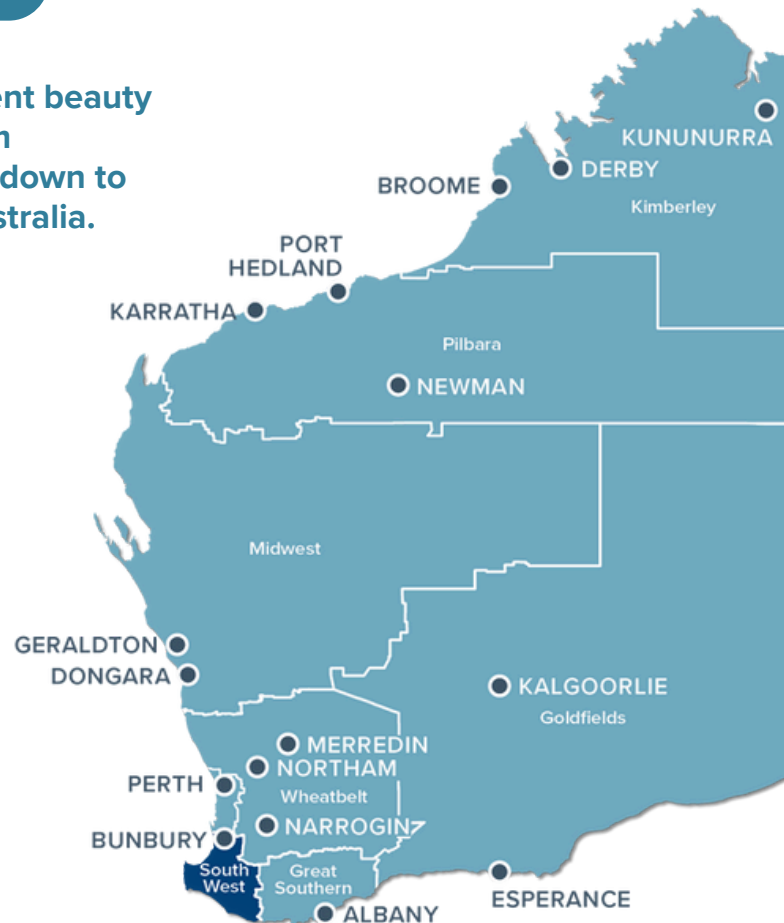 ent beauty
down to
stralia.
KUNUNURRA
DERBY
BROOME
Kimberley
PORT
HEDLAND
KARRATHA
Pilbara
NEWMAN
Midwest
GERALDTON
DONGARA
KALGOORLIE
Goldfields
MERREDIN
NORTHAM
PERTH
Wheatbelt
NARROGIN
BUNBURY
South
West
Great
Southern
ESPERANCE
ALBANY